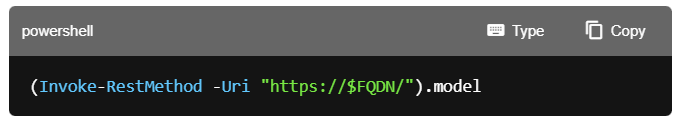 powershell Type Copy
(Invoke-RestMethod -Uri "https://$FQDN/").model